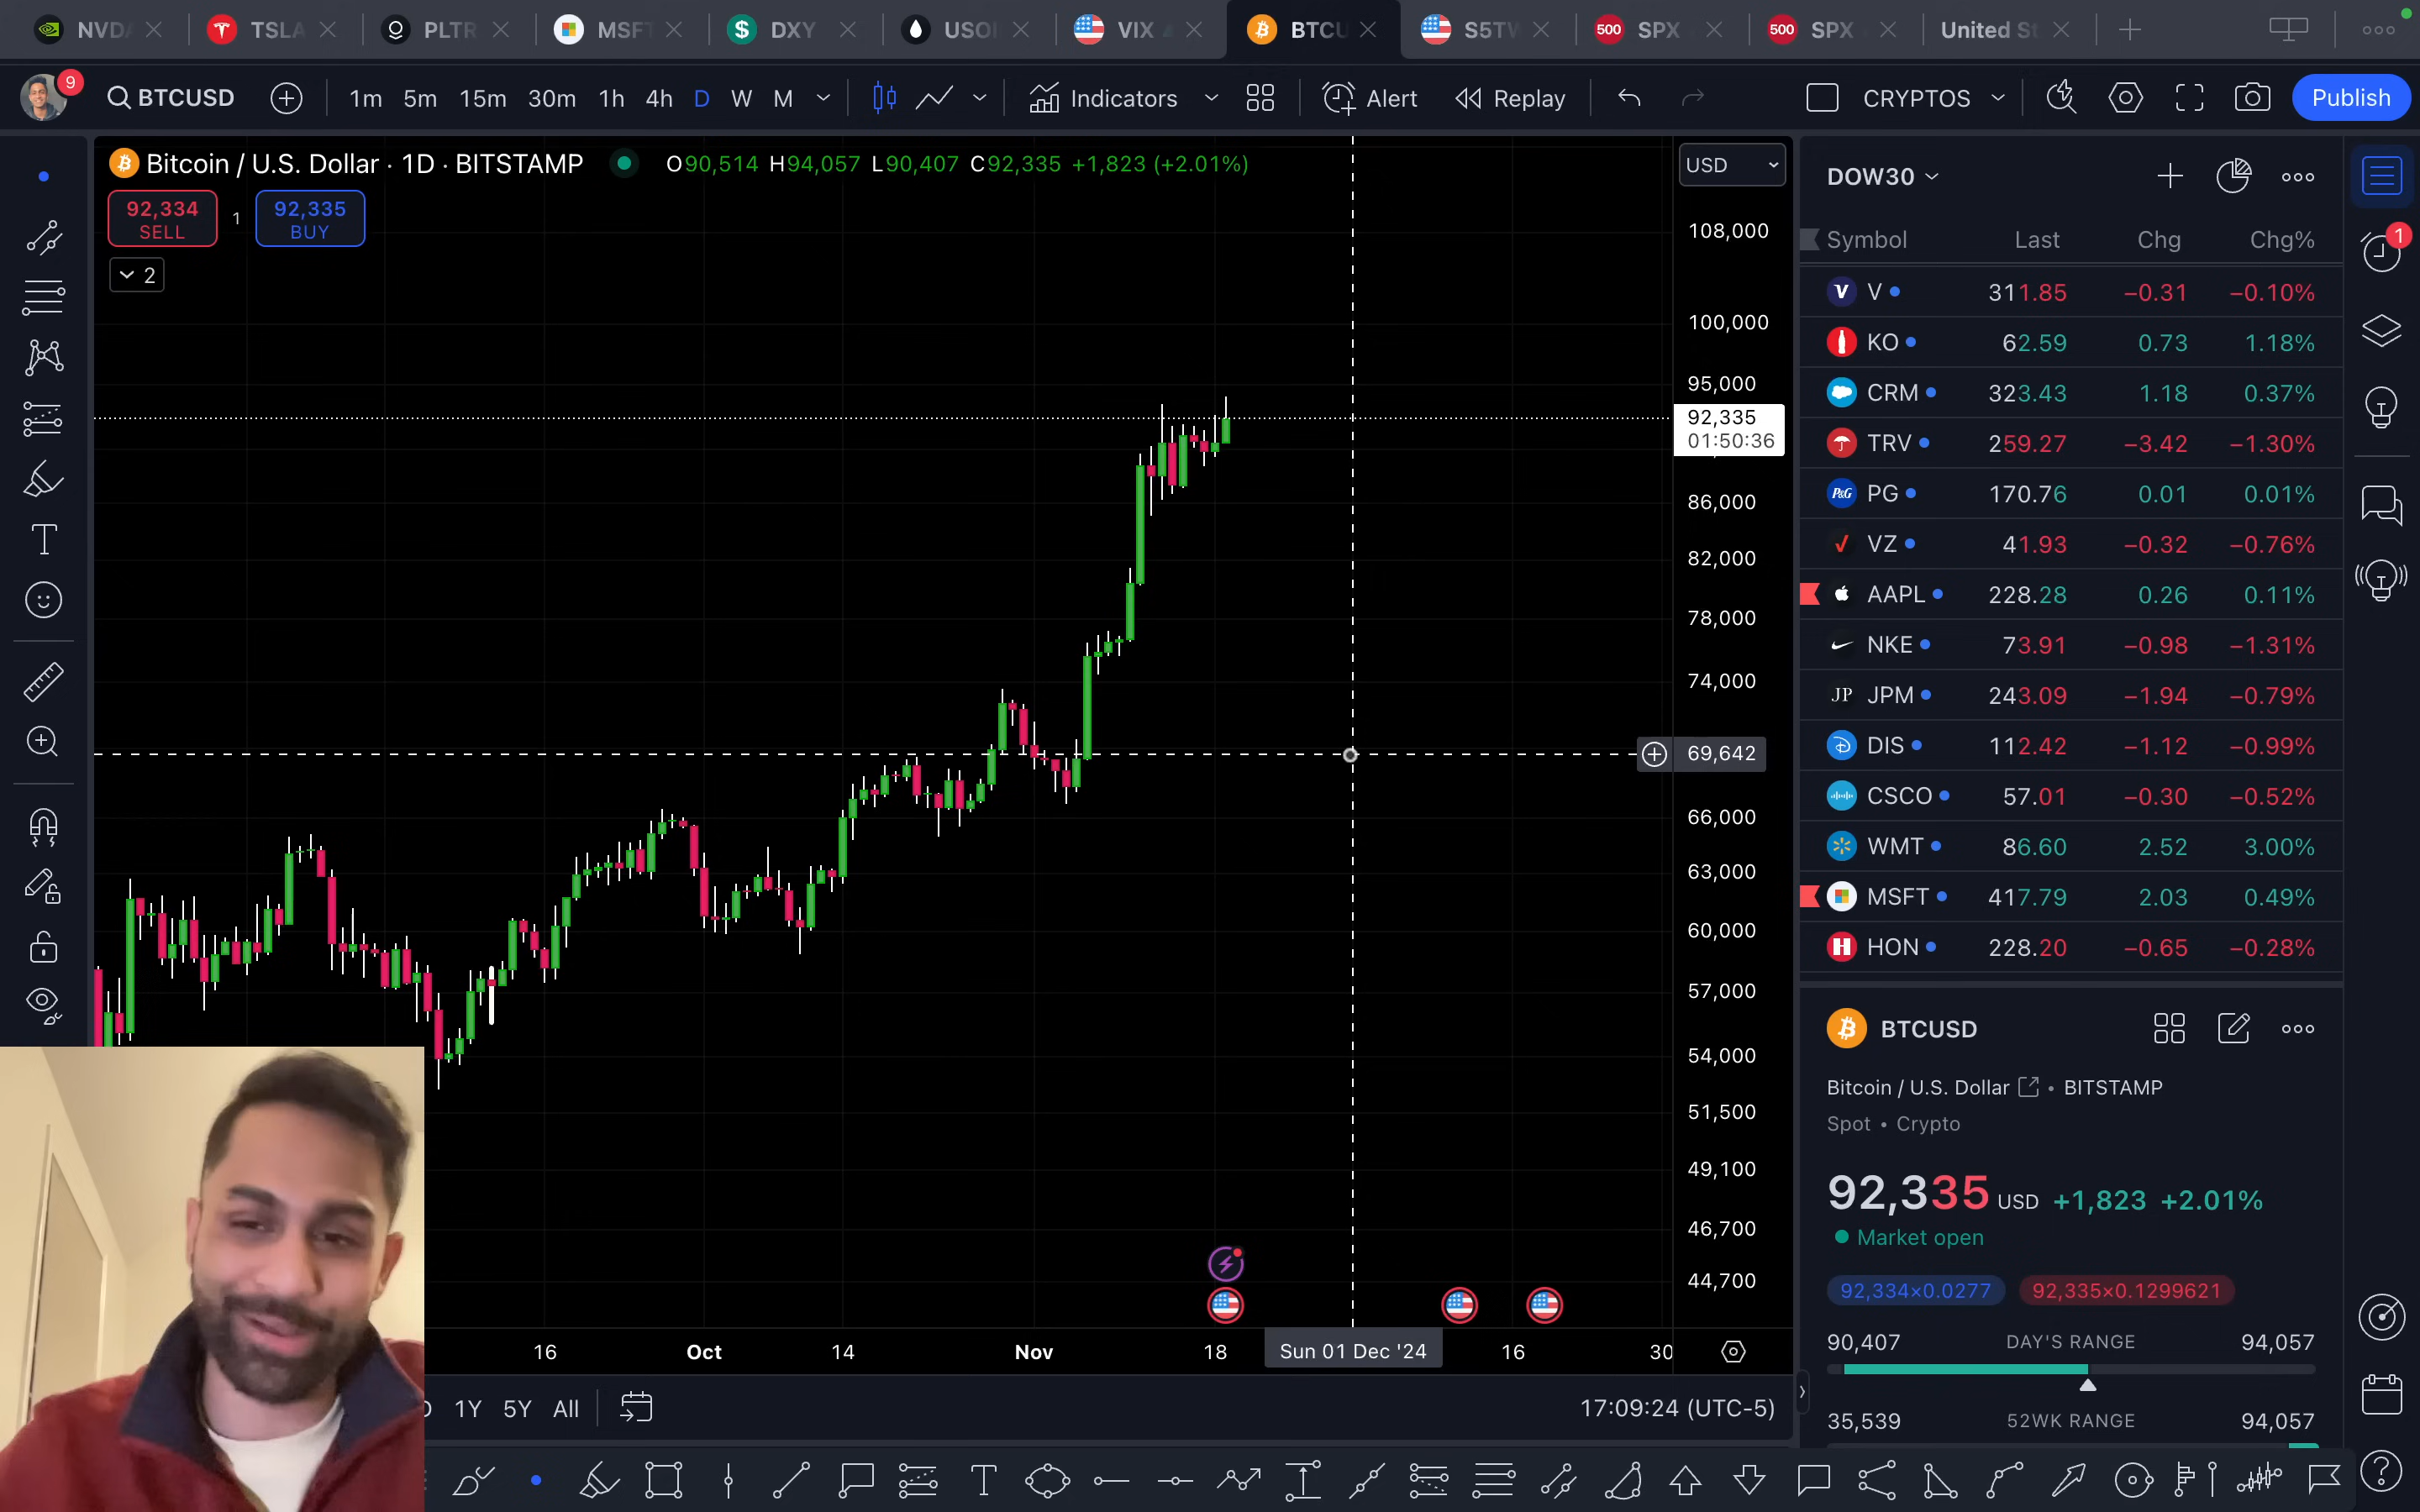 NVDA TSLA PLTR MSFT DXY USOI VIX BTCU S5TW 500 SPX 500 SPX United St
9 BTCUSD 1m 5m 15m 30m 1h 4h D W M Indicators Alert Replay CRYPTOS Publish
Bitcoin / U.S. Dollar · 1D · BITSTAMP O90,514 H94,057 L90,407 C92,335 +1,823 (+2.01%)
USD
92,334 SELL 1 92,335 BUY
2
108,000
100,000
95,000
92,335
01:50:36
86,000
82,000
78,000
74,000
69,642
66,000
63,000
60,000
57,000
54,000
51,500
49,100
46,700
44,700
16 Oct 14 Nov 18 Sun 01 Dec '24 16 30
1Y 5Y All
17:09:24 (UTC-5)
DOW30
1
Symbol Last Chg Chg%
V V 311.85 −0.31 −0.10%
KO 62.59 0.73 1.18%
CRM 323.43 1.18 0.37%
TRV 259.27 −3.42 −1.30%
P&G PG 170.76 0.01 0.01%
VZ 41.93 −0.32 −0.76%
AAPL 228.28 0.26 0.11%
NKE 73.91 −0.98 −1.31%
JP JPM 243.09 −1.94 −0.79%
DIS 112.42 −1.12 −0.99%
CSCO 57.01 −0.30 −0.52%
WMT 86.60 2.52 3.00%
MSFT 417.79 2.03 0.49%
H HON 228.20 −0.65 −0.28%
BTCUSD
Bitcoin / U.S. Dollar • BITSTAMP
Spot • Crypto
92,335 USD +1,823 +2.01%
Market open
92,334×0.0277 92,335×0.1299621
90,407 DAY'S RANGE 94,057
35,539 52WK RANGE 94,057